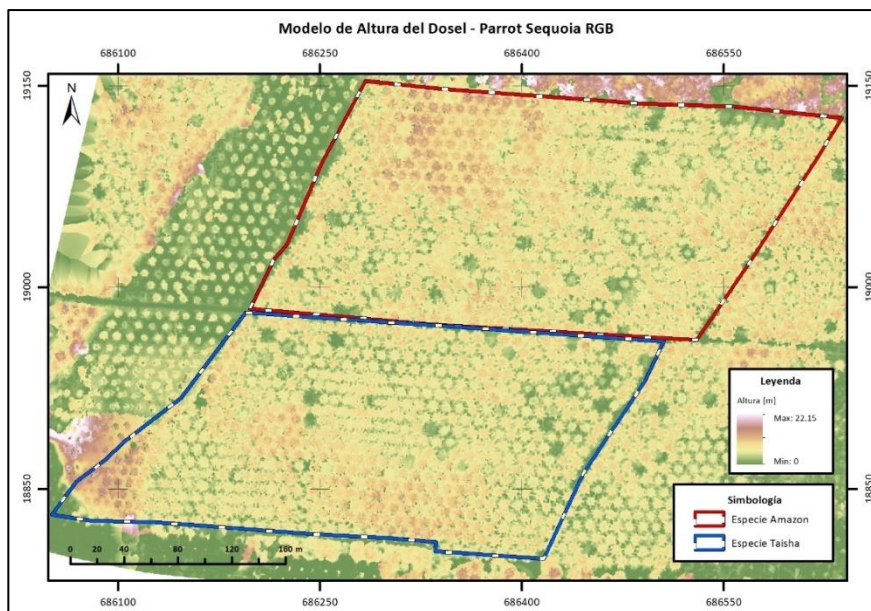 Modelo de Altura del Dosel - Parrot Sequoia RGB
686100 686250 686400 686550
19150 19150
N
19000 19000
18850 18850
Leyenda
Altura [m]
Max: 22.15
Min: 0
Simbología
Especie Amazon
Especie Taisha
0 20 40 80 120 160 m
686100 686250 686400 686550